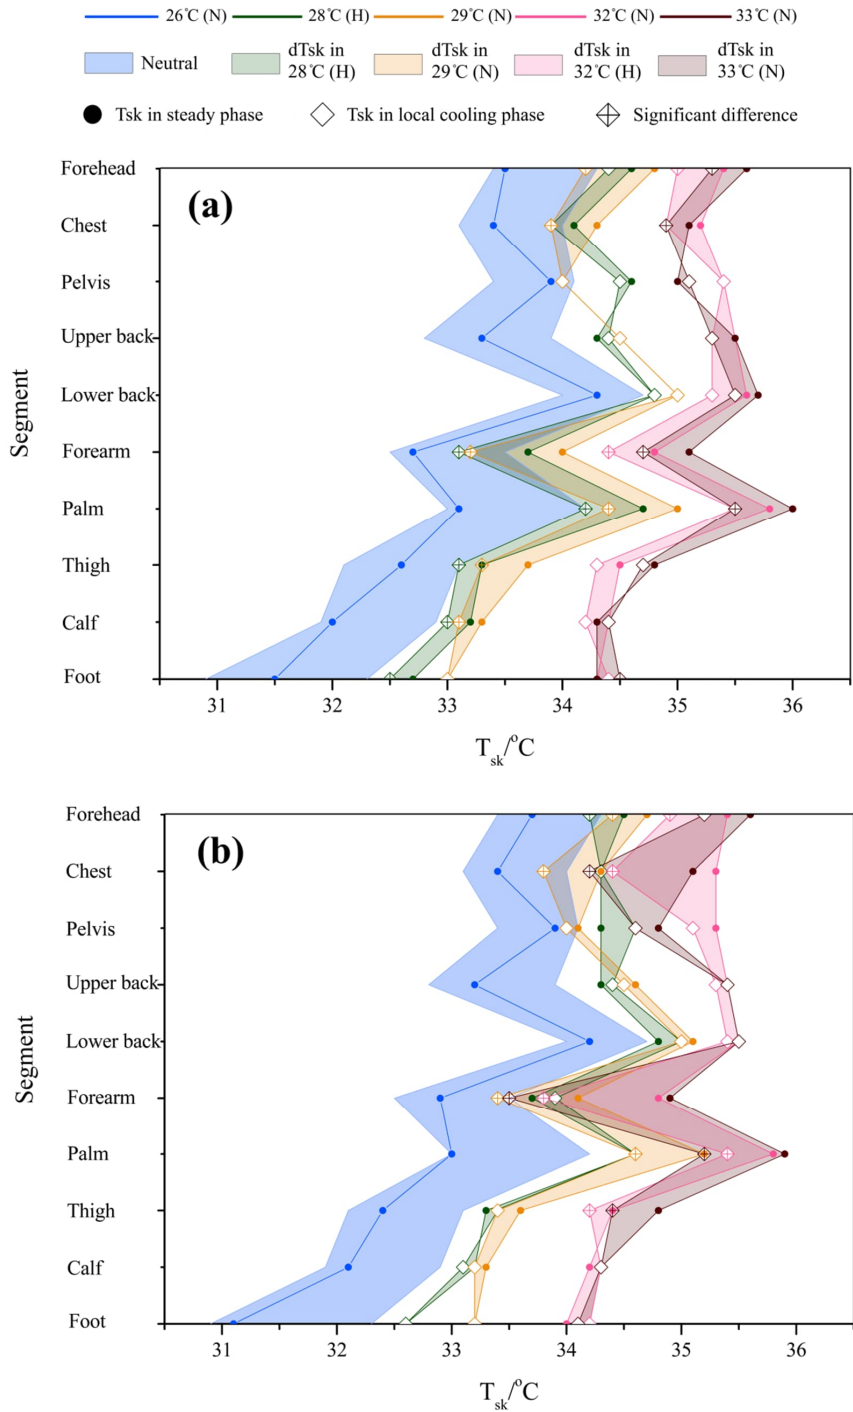 26℃ (N) 28℃ (H) 29℃ (N) 32℃ (N) 33℃ (N)
Neutral dTsk in 28℃ (H) dTsk in 29℃ (N) dTsk in 32℃ (H) dTsk in 33℃ (N)
Tsk in steady phase Tsk in local cooling phase Significant difference
(a)
Forehead
Chest
Pelvis
Upper back
Lower back
Forearm
Palm
Thigh
Calf
Foot
Segment
31 32 33 34 35 36
Tsk/°C
(b)
Forehead
Chest
Pelvis
Upper back
Lower back
Forearm
Palm
Thigh
Calf
Foot
Segment
31 32 33 34 35 36
Tsk/°C